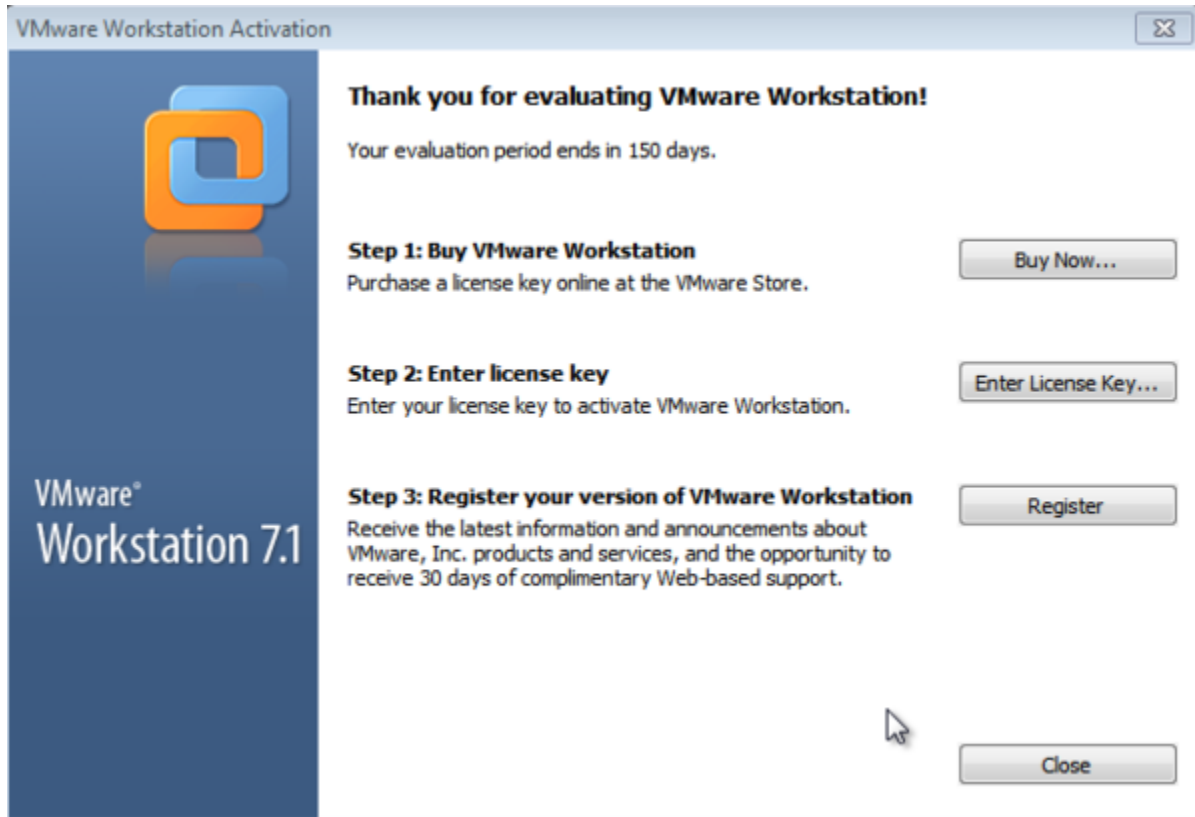 VMware Workstation Activation
Thank you for evaluating VMware Workstation!
Your evaluation period ends in 150 days.
Step 1: Buy VMware Workstation
Purchase a license key online at the VMware Store.
Buy Now...
Step 2: Enter license key
Enter your license key to activate VMware Workstation.
Enter License Key...
VMware®
Workstation 7.1
Step 3: Register your version of VMware Workstation
Receive the latest information and announcements about
VMware, Inc. products and services, and the opportunity to
receive 30 days of complimentary Web-based support.
Register
Close